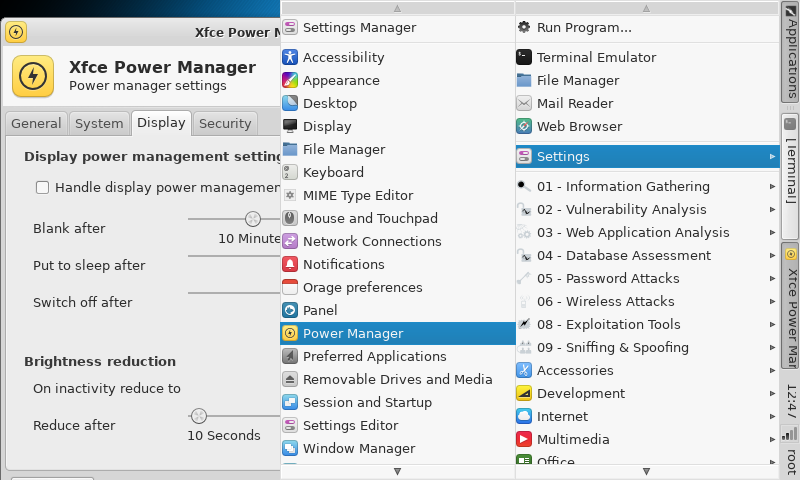 Xfce Power M
Xfce Power Manager
Power manager settings
General
System
Display
Security
Display power management setting
Handle display power managemen
Blank after
10 Minute
Put to sleep after
Switch off after
Brightness reduction
On inactivity reduce to
Reduce after
10 Seconds
Settings Manager
Accessibility
Appearance
Desktop
Display
File Manager
Keyboard
MIME Type Editor
Mouse and Touchpad
Network Connections
Notifications
Orage preferences
Panel
Power Manager
Preferred Applications
Removable Drives and Media
Session and Startup
Settings Editor
Window Manager
Run Program...
Terminal Emulator
File Manager
Mail Reader
Web Browser
Settings
01 - Information Gathering
02 - Vulnerability Analysis
03 - Web Application Analysis
04 - Database Assessment
05 - Password Attacks
06 - Wireless Attacks
08 - Exploitation Tools
09 - Sniffing & Spoofing
Accessories
Development
Internet
Multimedia
Office
Applications
[Terminal]
Xfce Power Mar
12:47
root